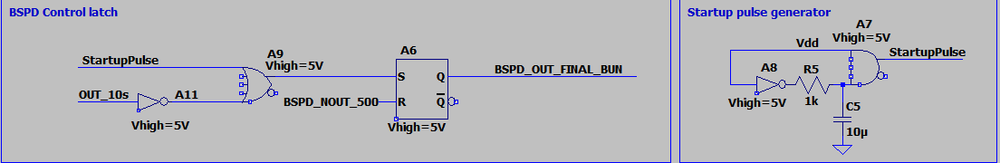 BSPD Control latch
StartupPulse
A9
Vhigh=5V
OUT_10s
A11
Vhigh=5V
A6
S
Q
BSPD_OUT_FINAL_BUN
BSPD_NOUT_500
R
Q
Vhigh=5V
Startup pulse generator
A7
Vhigh=5V
Vdd
StartupPulse
A8
R5
Vhigh=5V
1k
C5
10µ